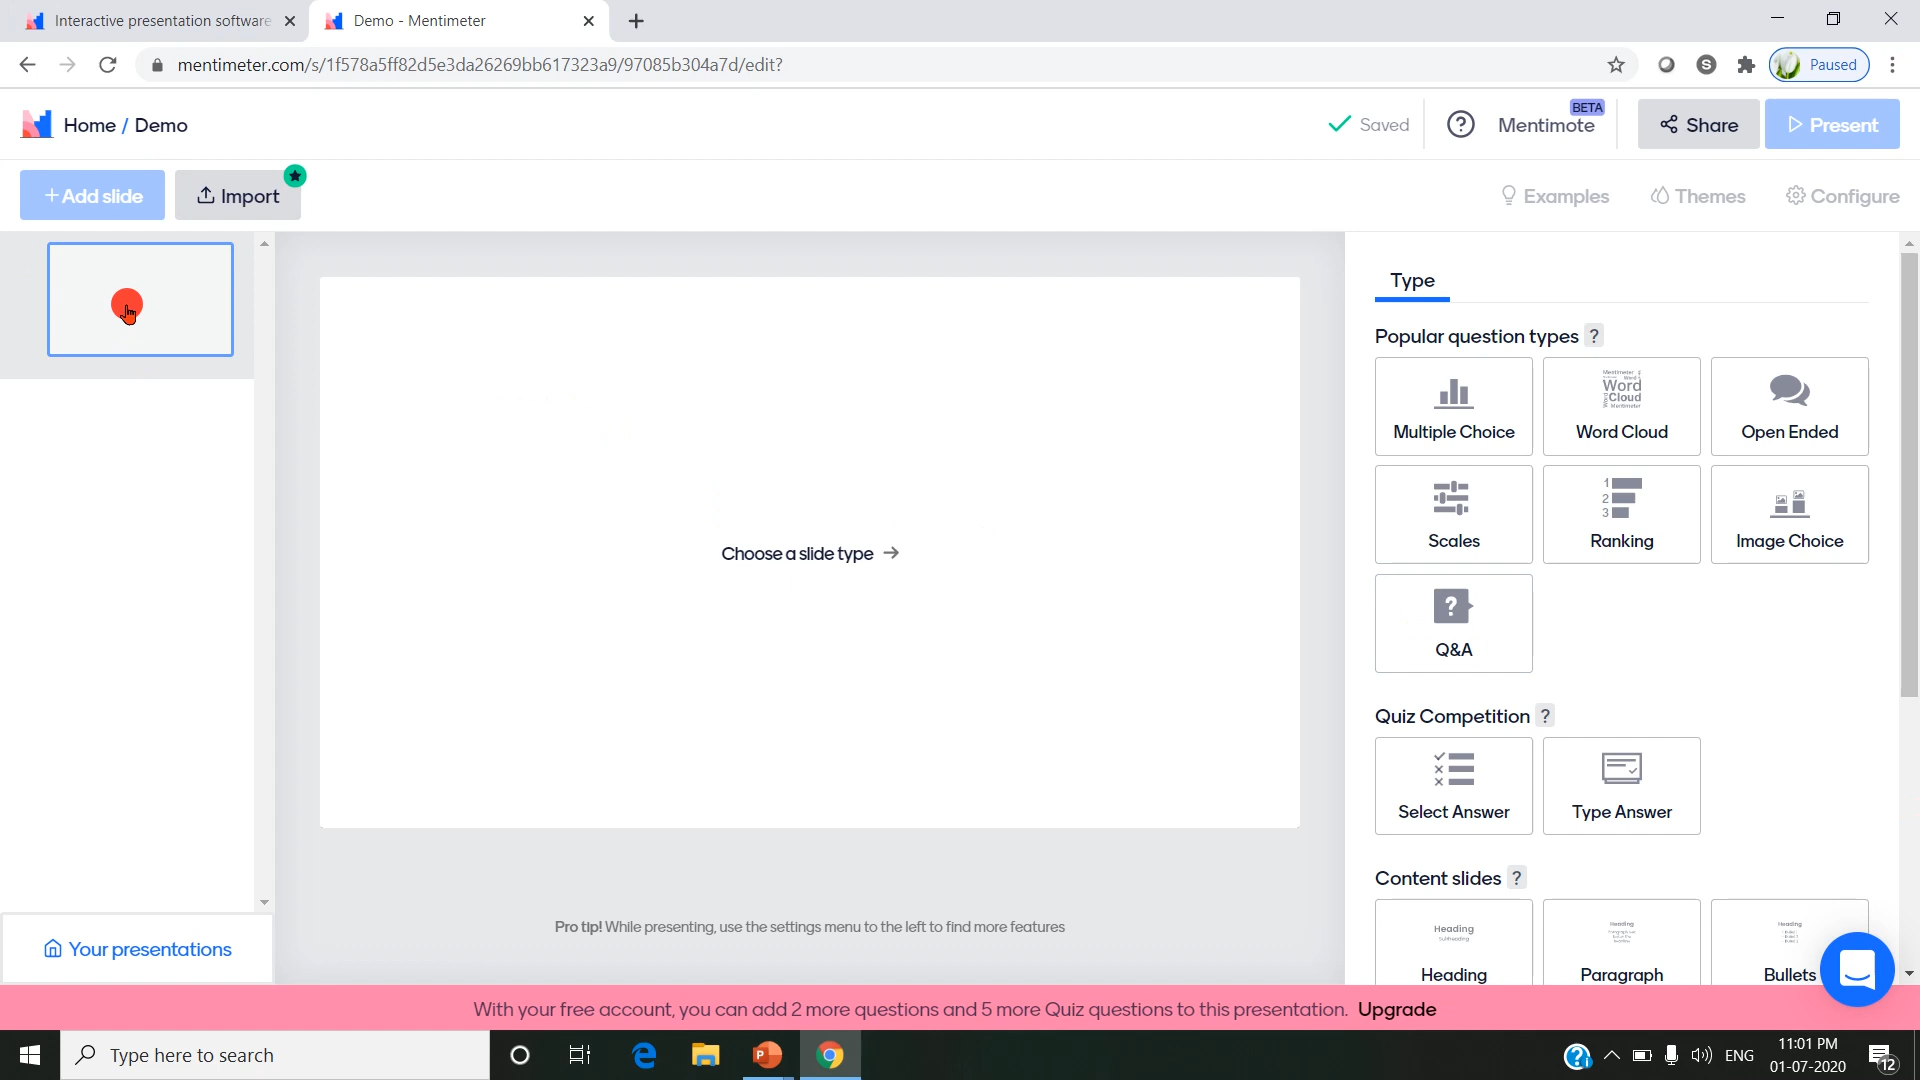 Interactive presentation software
Demo - Mentimeter
mentimeter.com/s/1f578a5ff82d5e3da26269bb617323a9/97085b304a7d/edit?
S
Paused
Home / Demo
Saved
?
Mentimote
BETA
Share
Present
+ Add slide
Import
Examples
Themes
Configure
Choose a slide type →
Pro tip! While presenting, use the settings menu to the left to find more features
Your presentations
Type
Popular question types ?
Multiple Choice
Word Cloud
Open Ended
Scales
Ranking
Image Choice
Q&A
Quiz Competition ?
Select Answer
Type Answer
Content slides ?
Heading
Paragraph
Bullets
With your free account, you can add 2 more questions and 5 more Quiz questions to this presentation. Upgrade
Type here to search
ENG
11:01 PM
01-07-2020
12